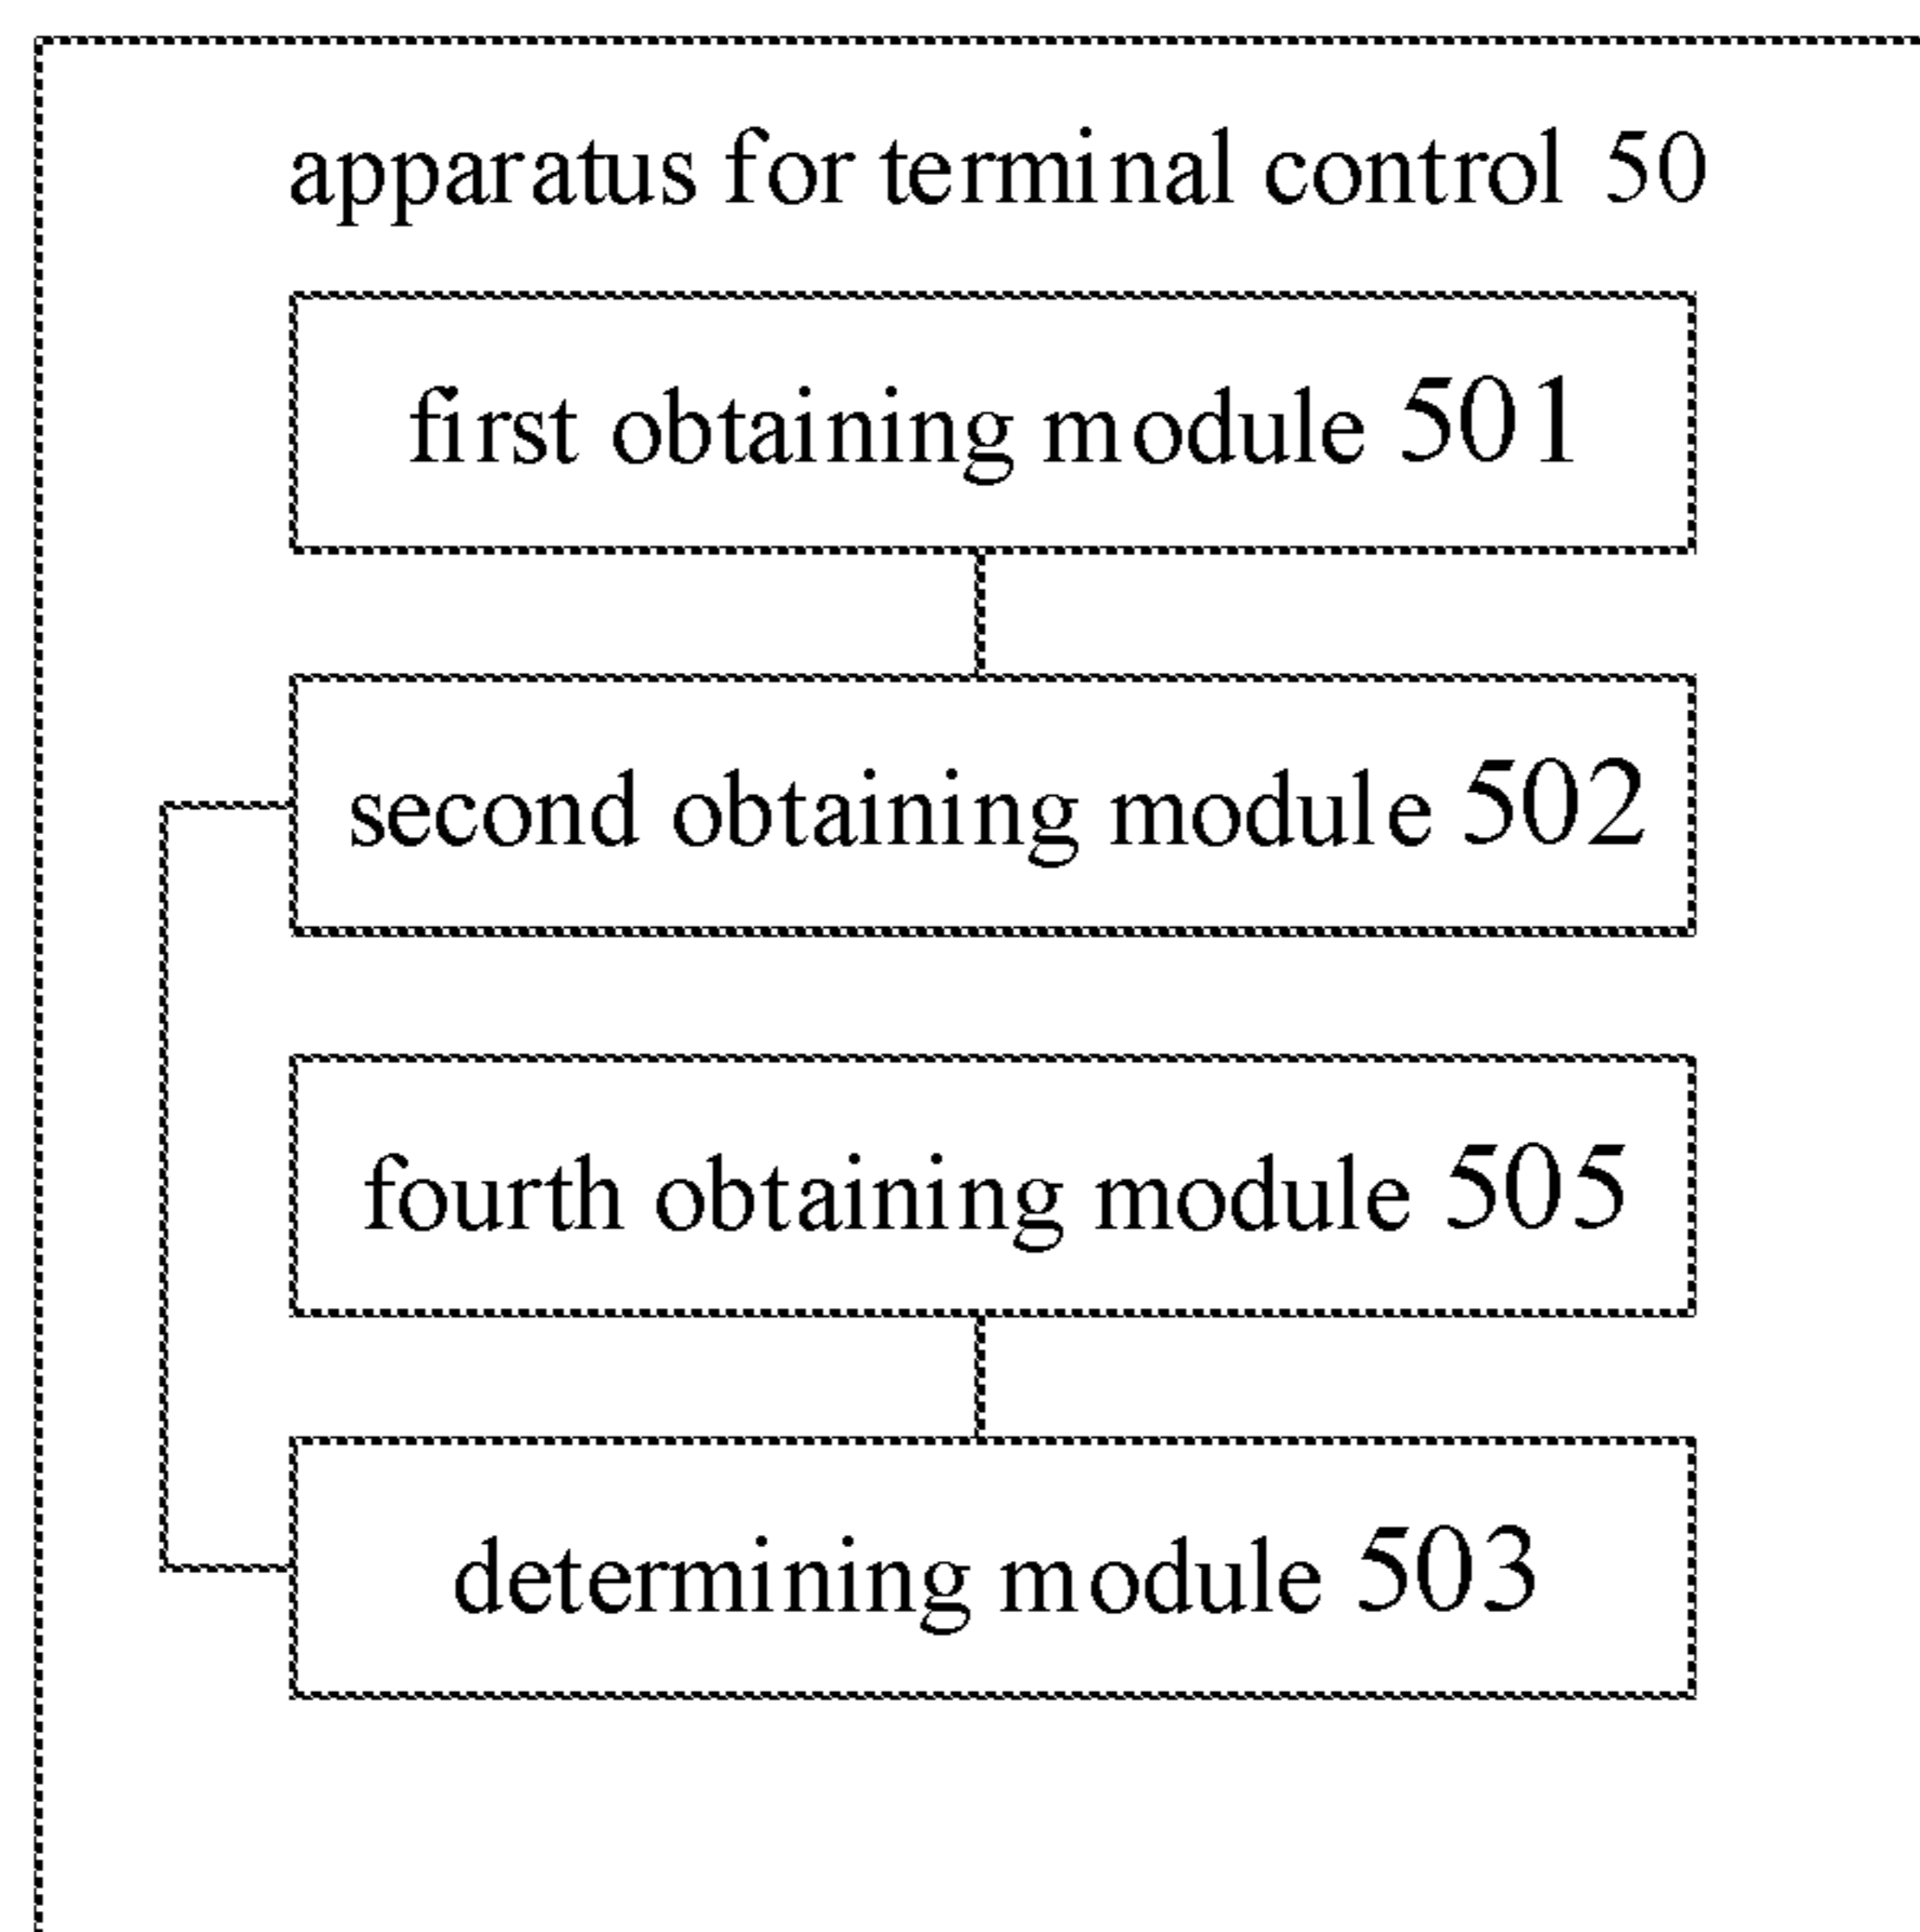 apparatus for terminal control 50
first obtaining module 501
second obtaining module 502
fourth obtaining module 505
determining module 503